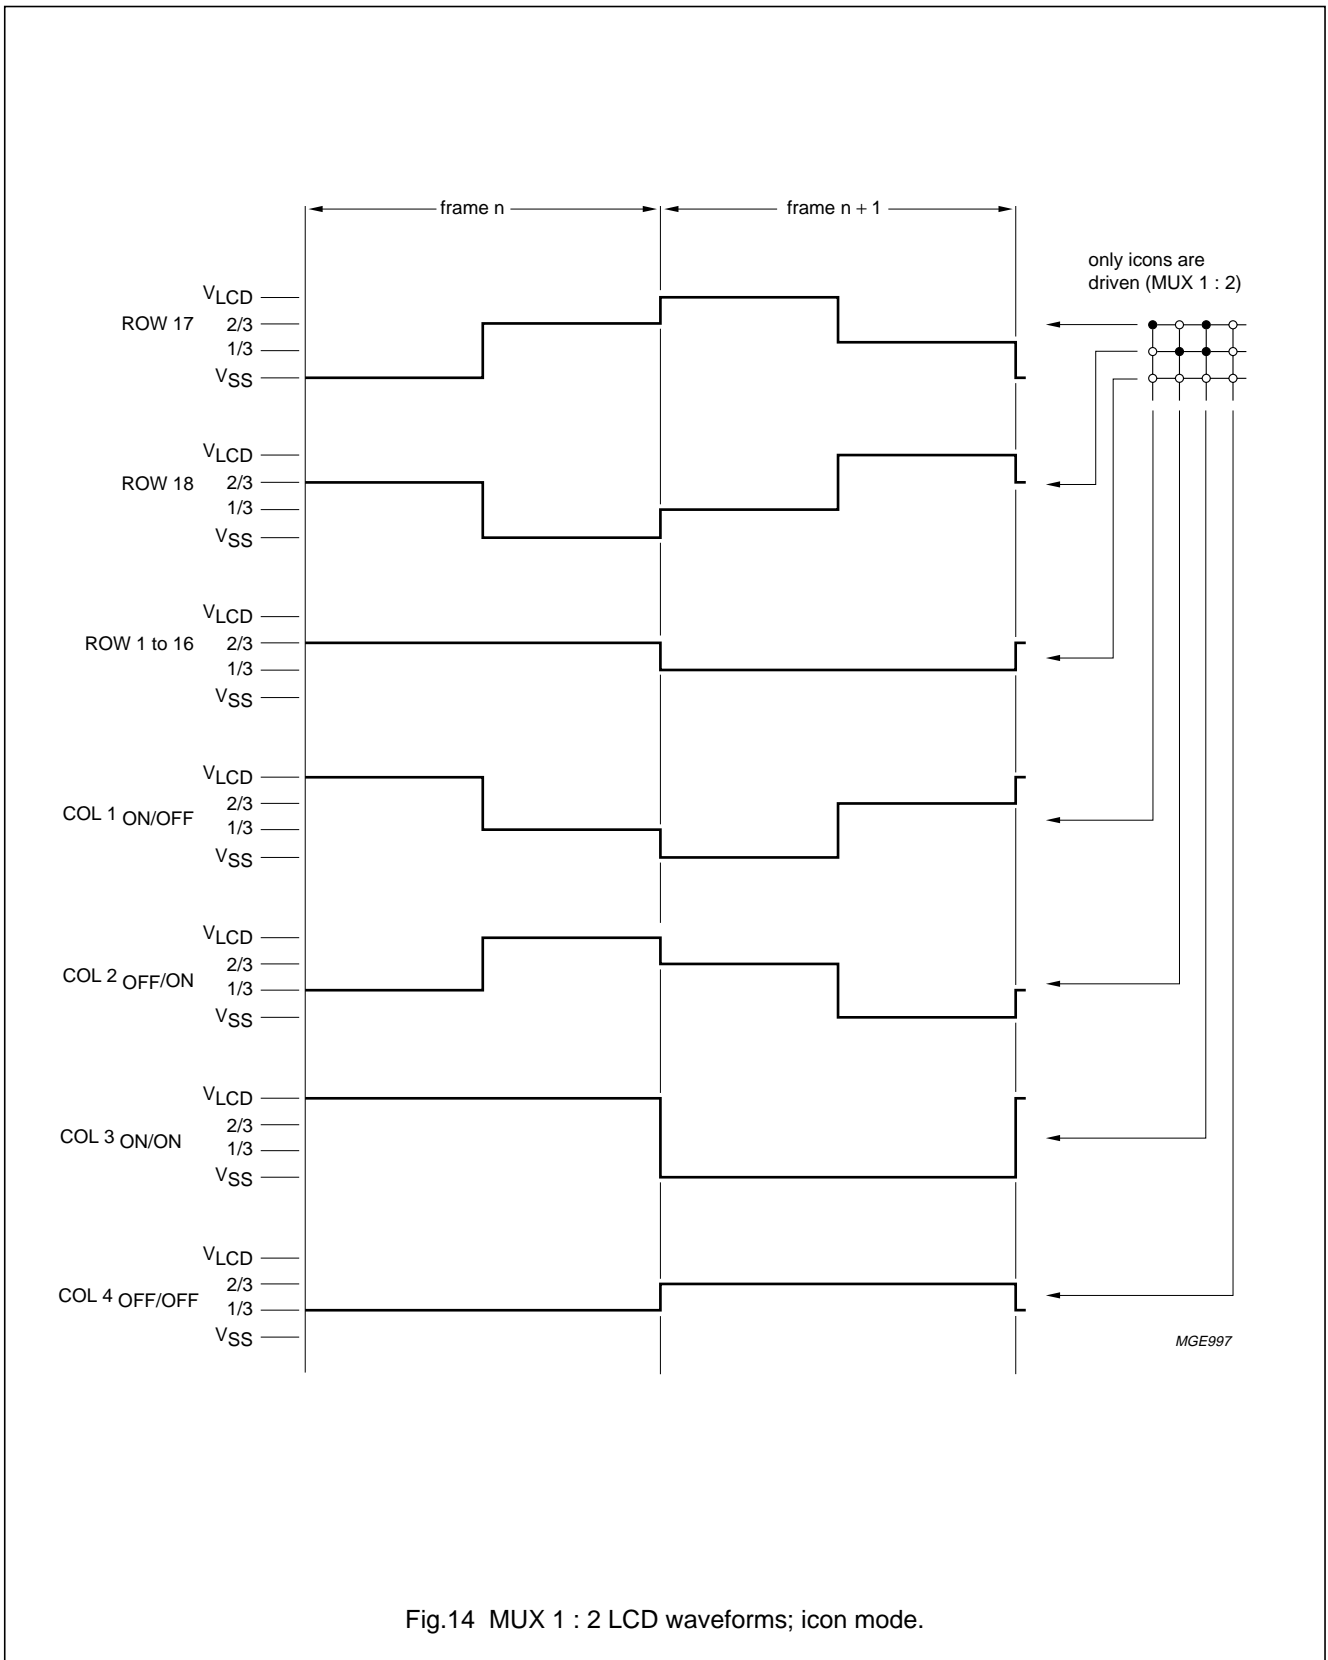 frame n
frame n + 1
only icons are
driven (MUX 1 : 2)
VLCD
ROW 17 2/3
1/3
VSS
VLCD
ROW 18 2/3
1/3
VSS
VLCD
ROW 1 to 16 2/3
1/3
VSS
VLCD
COL 1 ON/OFF 2/3
1/3
VSS
VLCD
COL 2 OFF/ON 2/3
1/3
VSS
VLCD
COL 3 ON/ON 2/3
1/3
VSS
VLCD
COL 4 OFF/OFF 2/3
1/3
VSS
MGE997
Fig.14 MUX 1 : 2 LCD waveforms; icon mode.